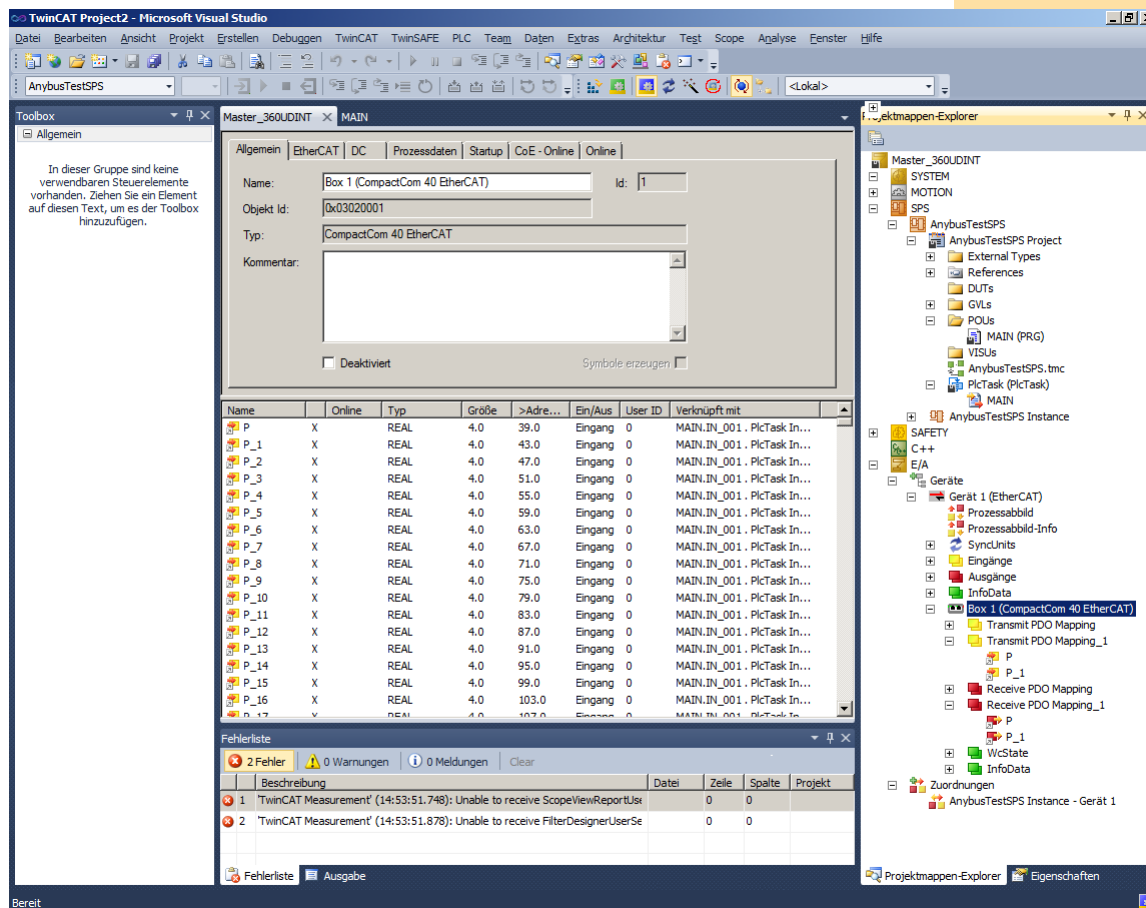 TwinCAT Project2 - Microsoft Visual Studio
Datei Bearbeiten Ansicht Projekt Erstellen Debuggen TwinCAT TwinSAFE PLC Team Daten Extras Architektur Test Scope Analyse Fenster Hilfe
AnybusTestSPS <Lokal>
Toolbox
Allgemein
In dieser Gruppe sind keine
verwendbaren Steuerelemente
vorhanden. Ziehen Sie ein Element
auf diesen Text, um es der Toolbox
hinzuzufügen.
Master_360UDINT MAIN
Allgemein EtherCAT DC Prozessdaten Startup CoE - Online Online
Name: Box 1 (CompactCom 40 EtherCAT) Id: 1
Objekt Id: 0x03020001
Typ: CompactCom 40 EtherCAT
Kommentar:
Deaktiviert Symbole erzeugen
Name Online Typ Größe >Adre... Ein/Aus User ID Verknüpft mit
P X REAL 4.0 39.0 Eingang 0 MAIN.IN_001 . PlcTask In...
P_1 X REAL 4.0 43.0 Eingang 0 MAIN.IN_001 . PlcTask In...
P_2 X REAL 4.0 47.0 Eingang 0 MAIN.IN_001 . PlcTask In...
P_3 X REAL 4.0 51.0 Eingang 0 MAIN.IN_001 . PlcTask In...
P_4 X REAL 4.0 55.0 Eingang 0 MAIN.IN_001 . PlcTask In...
P_5 X REAL 4.0 59.0 Eingang 0 MAIN.IN_001 . PlcTask In...
P_6 X REAL 4.0 63.0 Eingang 0 MAIN.IN_001 . PlcTask In...
P_7 X REAL 4.0 67.0 Eingang 0 MAIN.IN_001 . PlcTask In...
P_8 X REAL 4.0 71.0 Eingang 0 MAIN.IN_001 . PlcTask In...
P_9 X REAL 4.0 75.0 Eingang 0 MAIN.IN_001 . PlcTask In...
P_10 X REAL 4.0 79.0 Eingang 0 MAIN.IN_001 . PlcTask In...
P_11 X REAL 4.0 83.0 Eingang 0 MAIN.IN_001 . PlcTask In...
P_12 X REAL 4.0 87.0 Eingang 0 MAIN.IN_001 . PlcTask In...
P_13 X REAL 4.0 91.0 Eingang 0 MAIN.IN_001 . PlcTask In...
P_14 X REAL 4.0 95.0 Eingang 0 MAIN.IN_001 . PlcTask In...
P_15 X REAL 4.0 99.0 Eingang 0 MAIN.IN_001 . PlcTask In...
P_16 X REAL 4.0 103.0 Eingang 0 MAIN.IN_001 . PlcTask In...
P_17 X REAL 4.0 107.0 Eingang 0 MAIN.IN_001 . PlcTask In...
Fehlerliste
2 Fehler 0 Warnungen 0 Meldungen Clear
Beschreibung Datei Zeile Spalte Projekt
1 'TwinCAT Measurement' (14:53:51.748): Unable to receive ScopeViewReportUse 0 0
2 'TwinCAT Measurement' (14:53:51.878): Unable to receive FilterDesignerUserSe 0 0
Fehlerliste Ausgabe
Projektmappen-Explorer
Master_360UDINT
SYSTEM
MOTION
SPS
AnybusTestSPS
AnybusTestSPS Project
External Types
References
DUTs
GVLs
POUs
MAIN (PRG)
VISUs
AnybusTestSPS.tmc
PlcTask (PlcTask)
MAIN
AnybusTestSPS Instance
SAFETY
C++
E/A
Geräte
Gerät 1 (EtherCAT)
Prozessabbild
Prozessabbild-Info
SyncUnits
Eingänge
Ausgänge
InfoData
Box 1 (CompactCom 40 EtherCAT)
Transmit PDO Mapping
Transmit PDO Mapping_1
P
P_1
Receive PDO Mapping
Receive PDO Mapping_1
P
P_1
WcState
InfoData
Zuordnungen
AnybusTestSPS Instance - Gerät 1
Projektmappen-Explorer Eigenschaften
Bereit